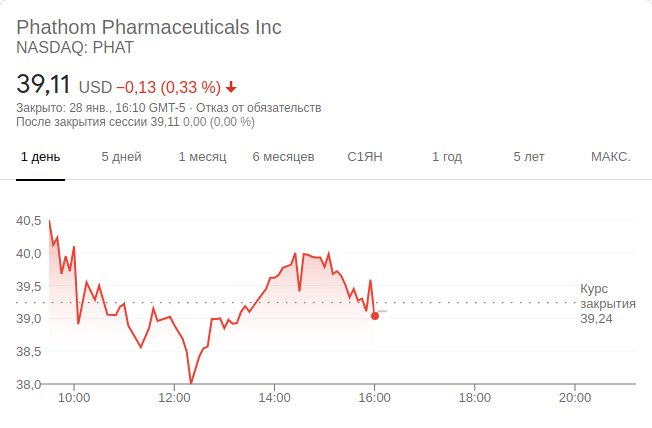 Phathom Pharmaceuticals Inc
NASDAQ: PHAT
39,11 USD −0,13 (0,33 %)
Закрыто: 28 янв., 16:10 GMT-5 · Отказ от обязательств
После закрытия сессии 39,11 0,00 (0,00 %)
1 день 5 дней 1 месяц 6 месяцев С1ЯН 1 год 5 лет МАКС.
40,5
40,0
39,5
39,0
38,5
38,0
Курс
закрытия
39,24
10:00 12:00 14:00 16:00 18:00 20:00